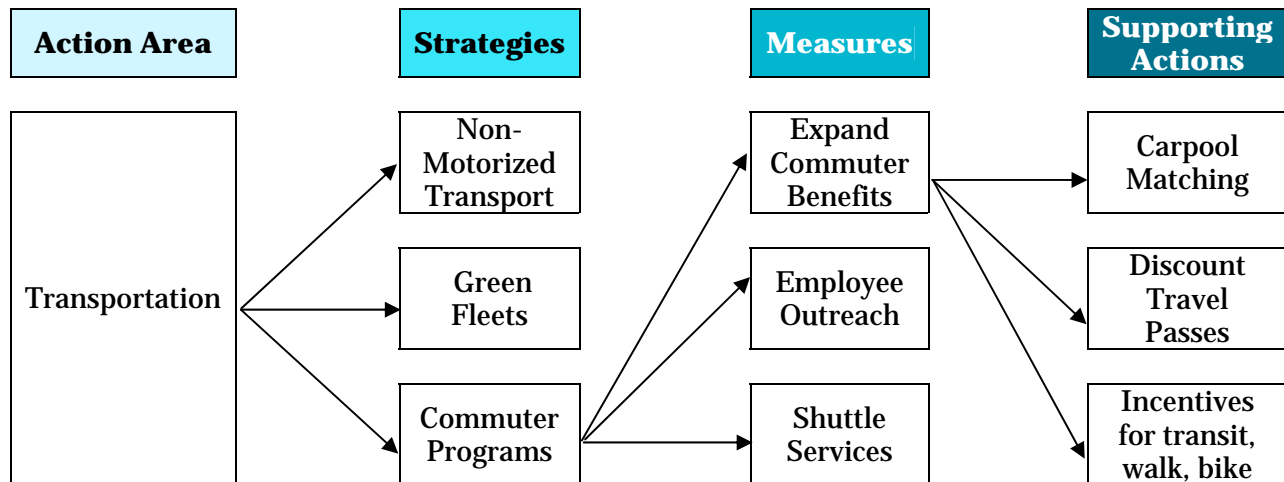 Action Area
Strategies
Measures
Supporting
Actions
Transportation
Non-
Motorized
Transport
Green
Fleets
Commuter
Programs
Expand
Commuter
Benefits
Employee
Outreach
Shuttle
Services
Carpool
Matching
Discount
Travel
Passes
Incentives
for transit,
walk, bike